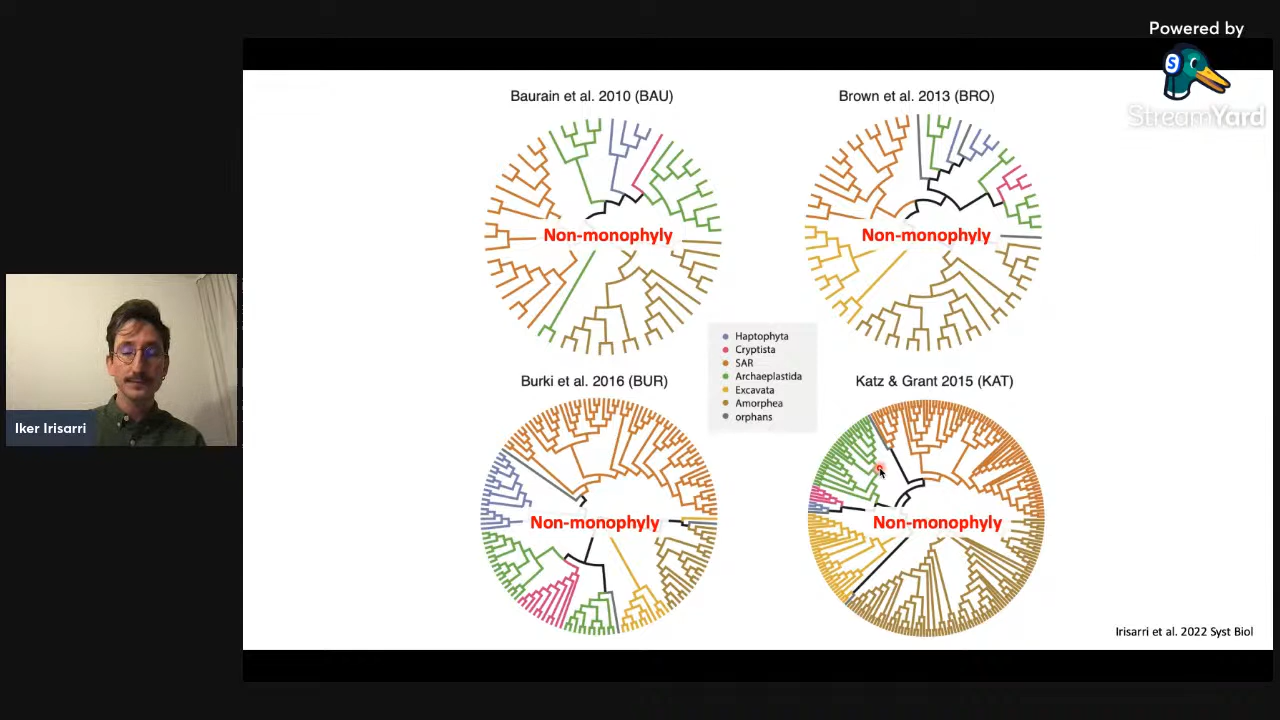 Powered by
S
StreamYard
Baurain et al. 2010 (BAU)
Brown et al. 2013 (BRO)
Non-monophyly
Non-monophyly
Haptophyta
Cryptista
SAR
Archaeplastida
Excavata
Amorphea
orphans
Burki et al. 2016 (BUR)
Katz & Grant 2015 (KAT)
Non-monophyly
Non-monophyly
Iker Irisarri
Irisarri et al. 2022 Syst Biol